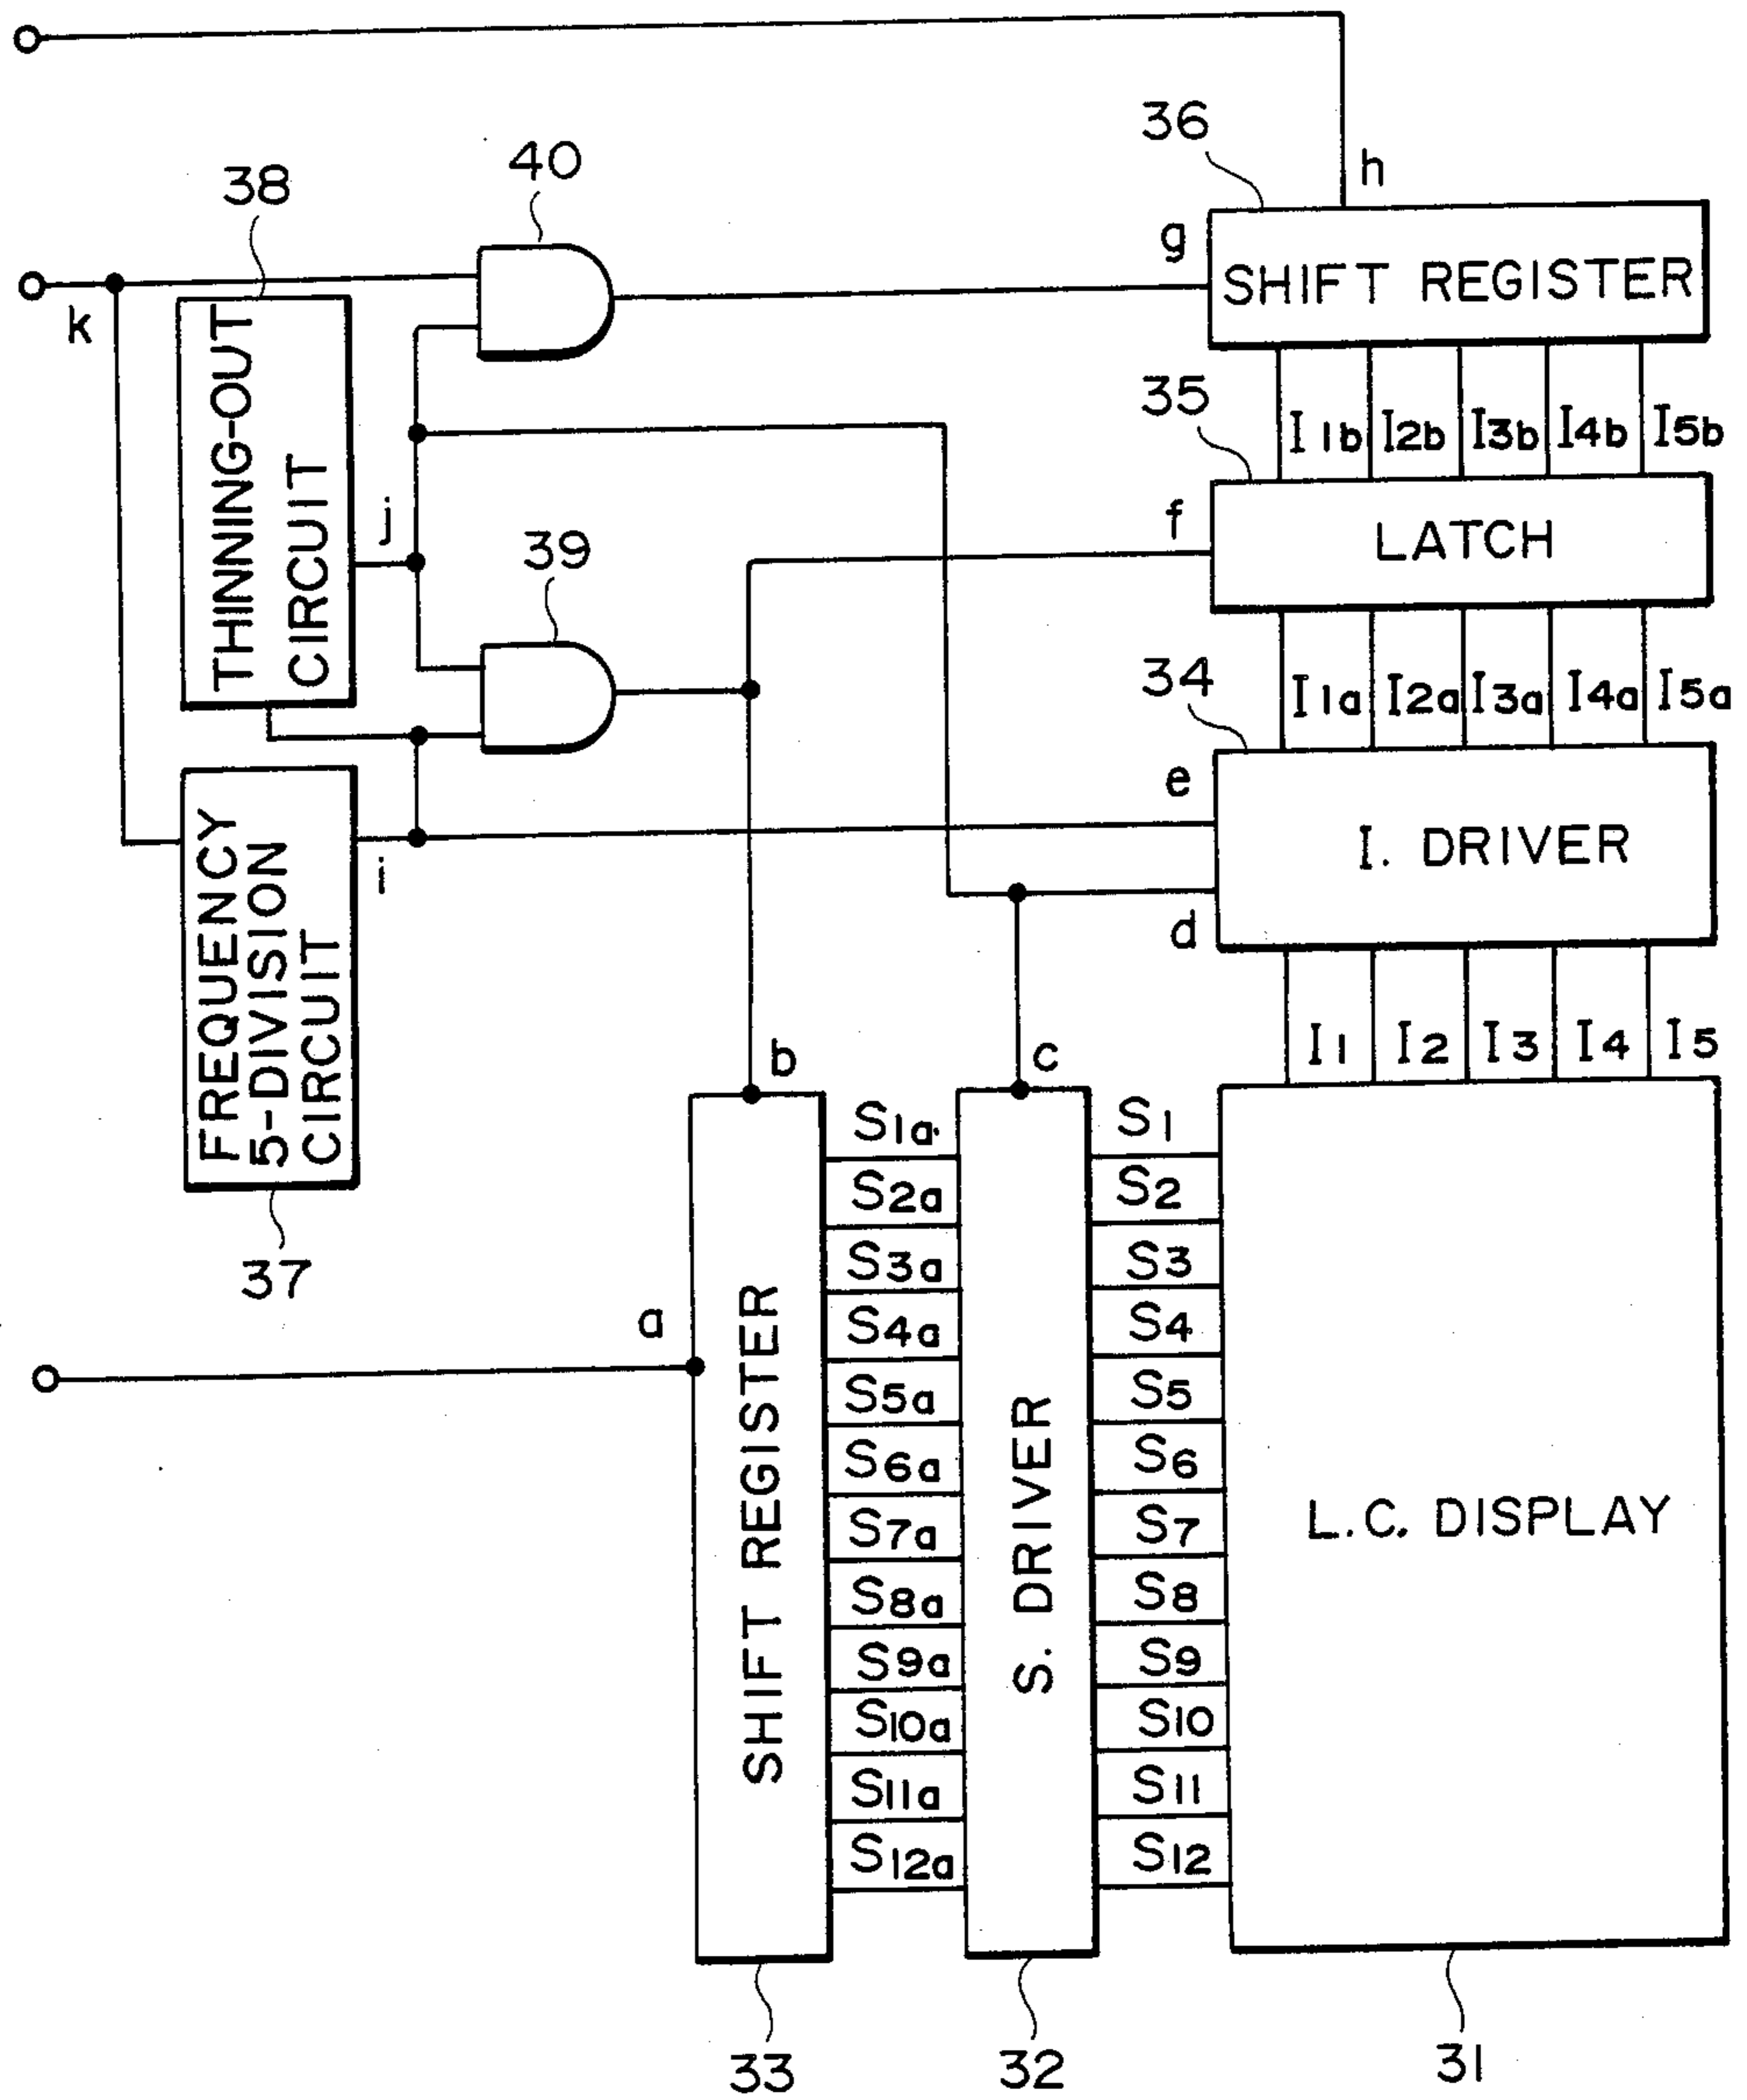 36
h
40
38
g
SHIFT REGISTER
k
THINNING-OUT
CIRCUIT
35
I1b I2b I3b I4b I5b
j
f
39
LATCH
34
I1a I2a I3a I4a I5a
e
I. DRIVER
i
d
FREQUENCY
5-DIVISION
CIRCUIT
I1 I2 I3 I4 I5
b
c
S1a
S1
S2a
S2
37
S3a
S3
a
S4a
S4
S5a
S5
S6a
S6
S7a
S7
S8a
S8
S9a
S9
S10a
S10
S11a
S11
S12a
S12
SHIFT REGISTER
S. DRIVER
L.C. DISPLAY
33
32
31